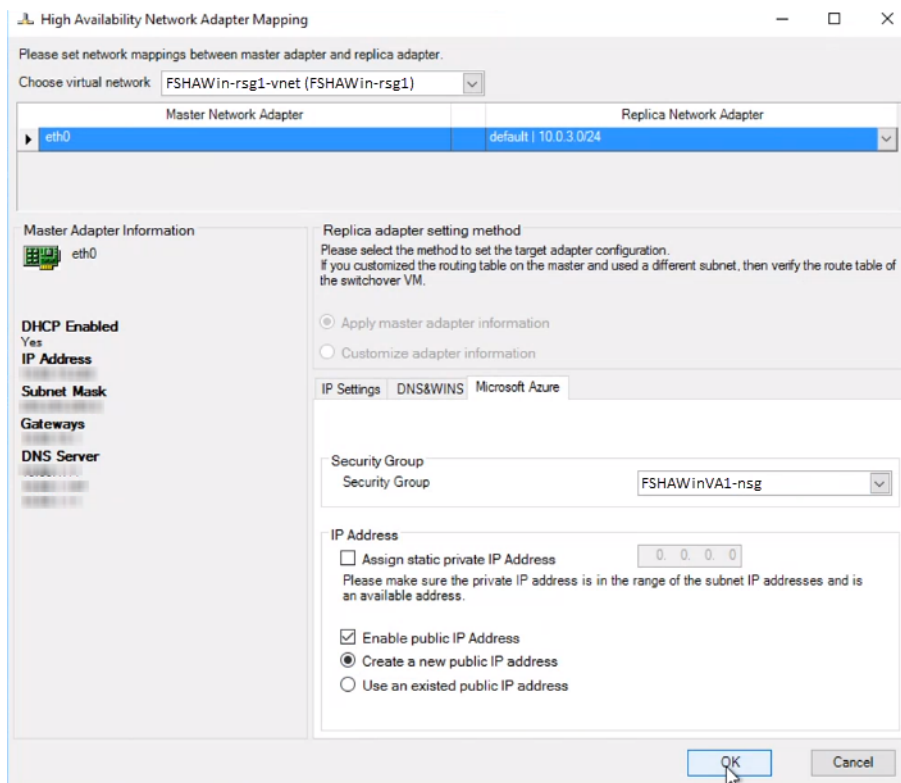 High Availability Network Adapter Mapping
Please set network mappings between master adapter and replica adapter.
Choose virtual network FSHAWin-rsg1-vnet (FSHAWin-rsg1)
Master Network Adapter Replica Network Adapter
eth0 default | 10.0.3.0/24
Master Adapter Information
eth0
DHCP Enabled
Yes
IP Address
Subnet Mask
Gateways
DNS Server
Replica adapter setting method
Please select the method to set the target adapter configuration.
If you customized the routing table on the master and used a different subnet, then verify the route table of
the switchover VM.
Apply master adapter information
Customize adapter information
IP Settings DNS&WINS Microsoft Azure
Security Group
Security Group FSHAWinVA1-nsg
IP Address
Assign static private IP Address 0. 0. 0. 0
Please make sure the private IP address is in the range of the subnet IP addresses and is
an available address.
Enable public IP Address
Create a new public IP address
Use an existed public IP address
OK Cancel